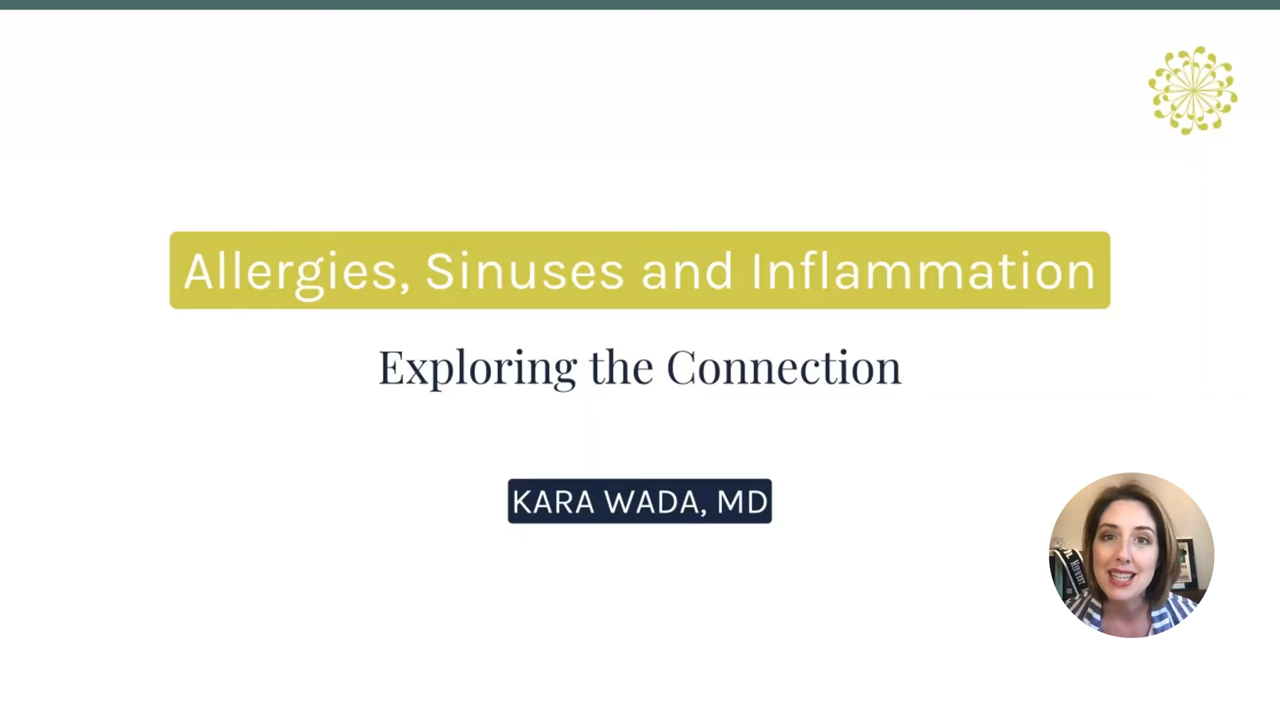 Allergies, Sinuses and Inflammation
Exploring the Connection
KARA WADA, MD